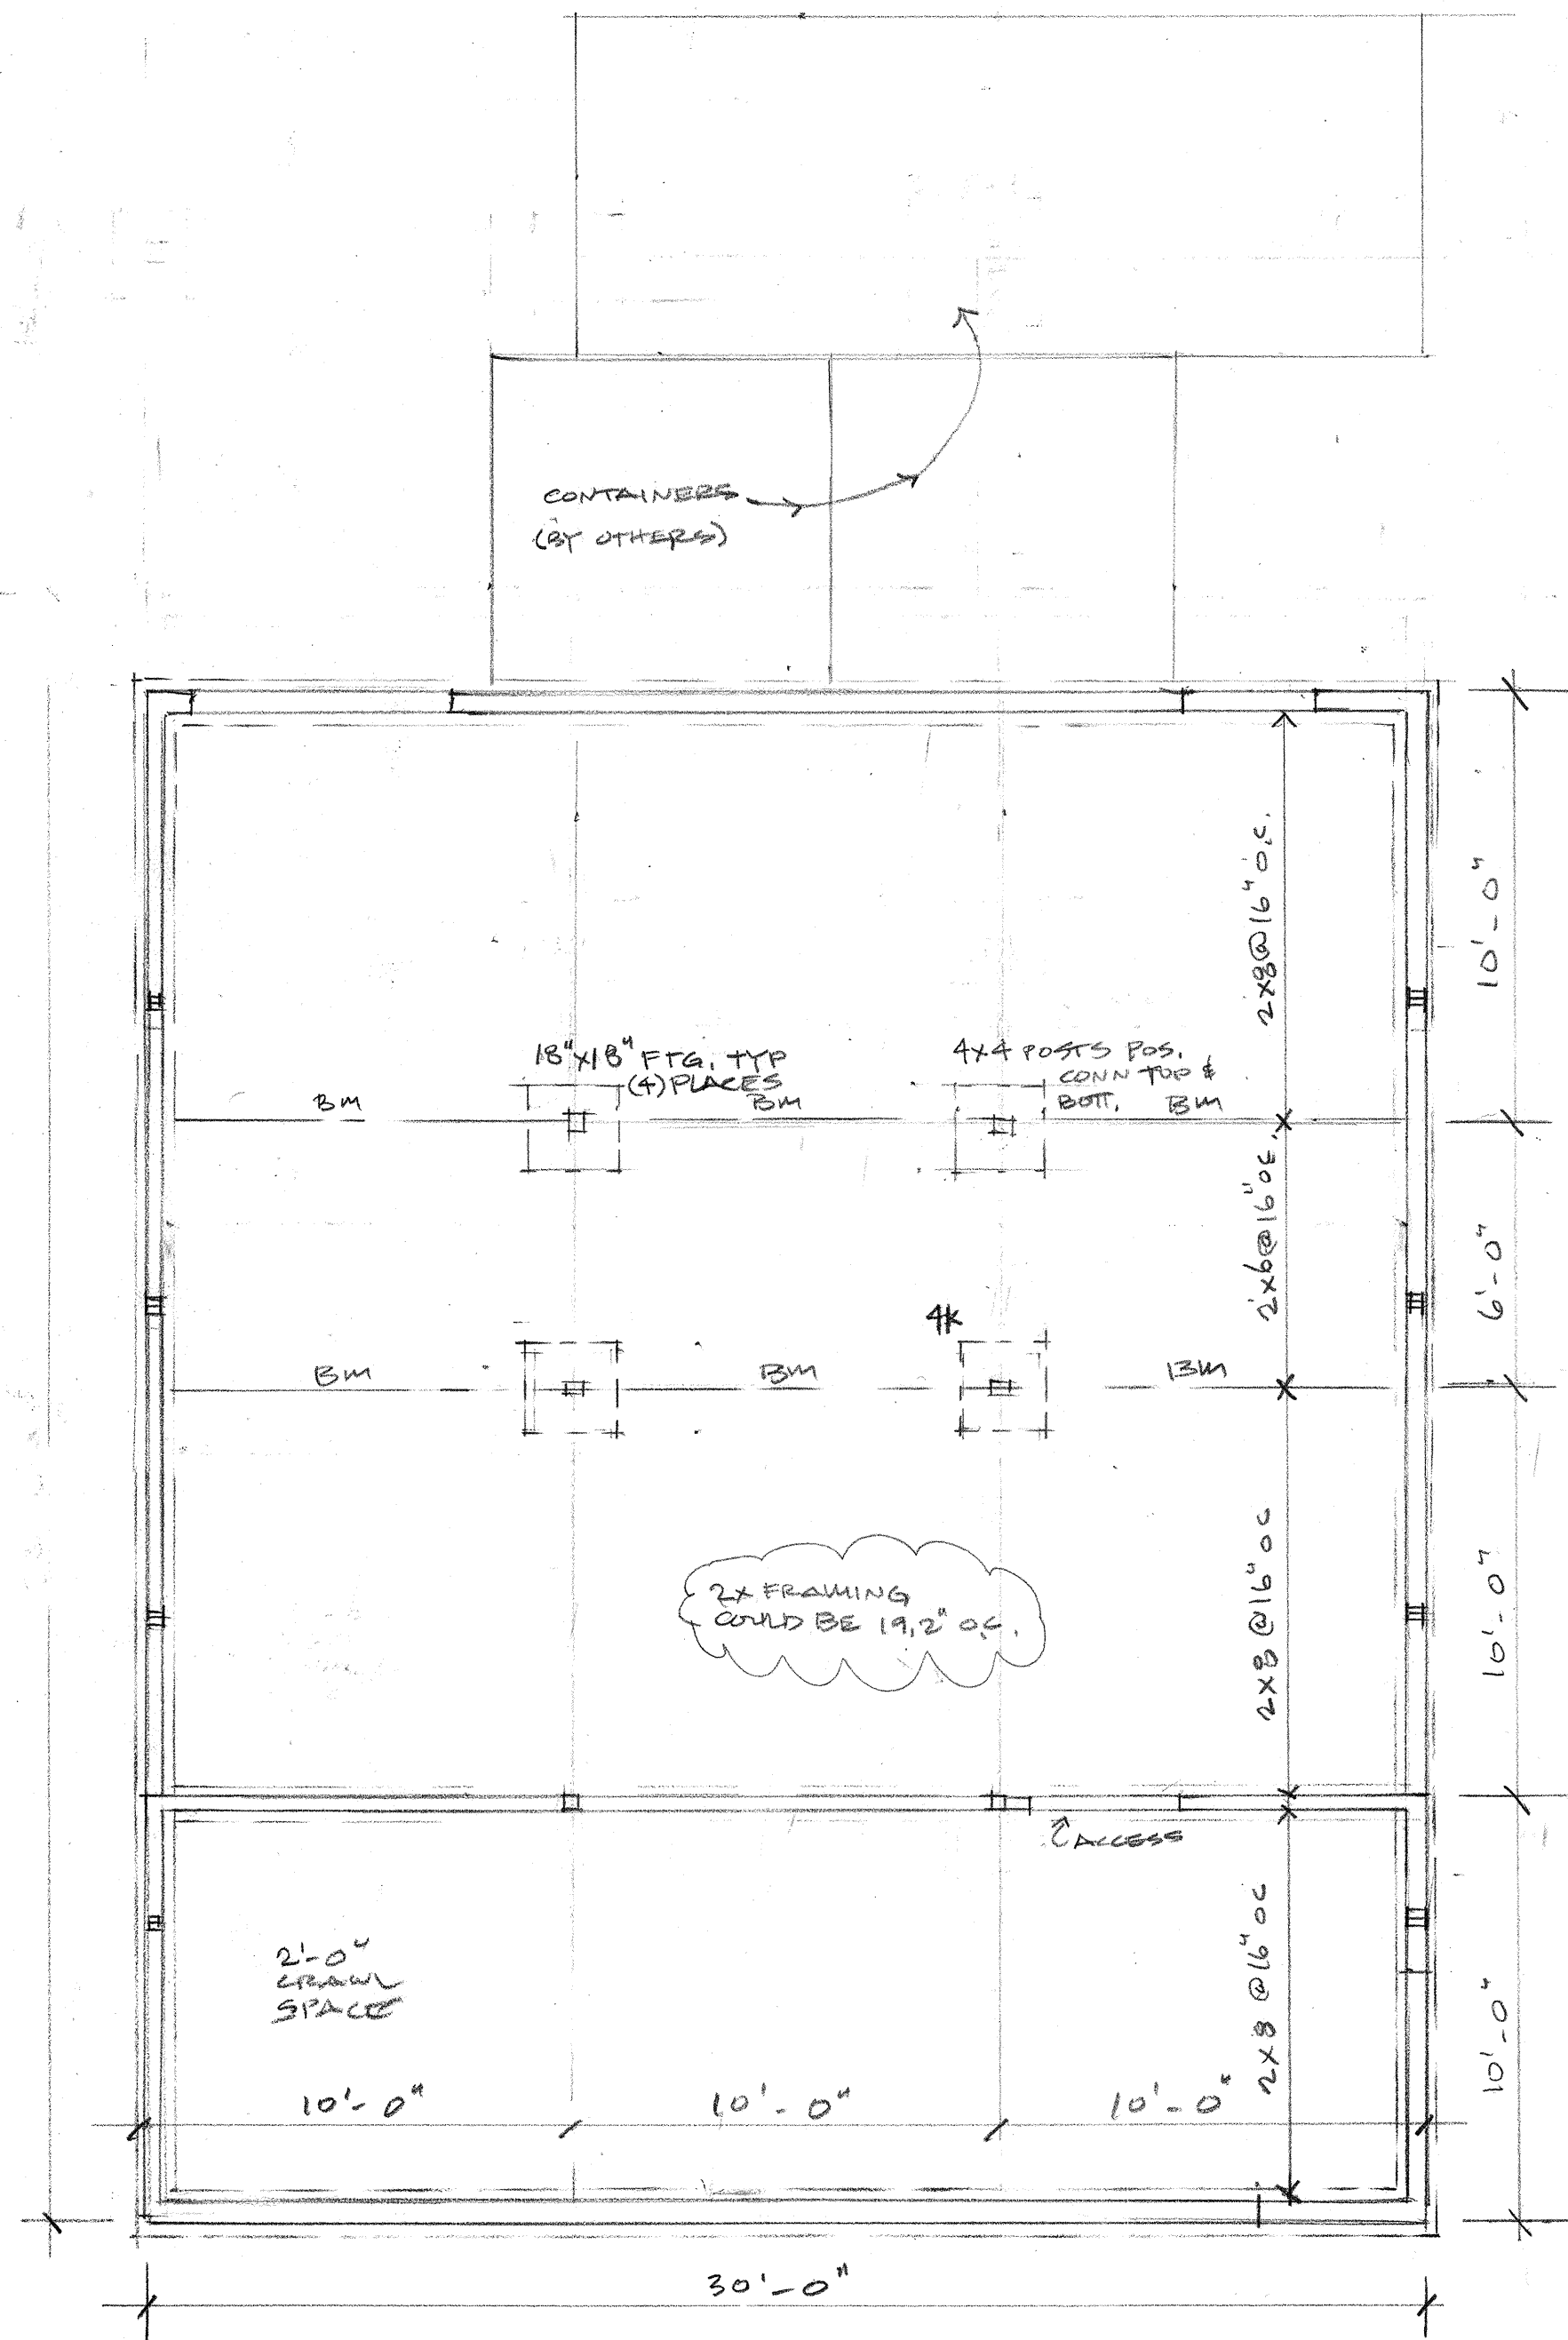 CONTAINERS
(BY OTHERS)
2x8@16" O.C.
10'-0"
18"x18" FTG. TYP
(4) PLACES
4x4 POSTS POS.
CONN TOP &
BOTT.
BM
BM
BM
2x6@16" OC.
6'-0"
4K
BM
BM
BM
2x FRAMING
COULD BE 19.2" O.C.
2x8 @16" OC
10'-0"
ACCESS
2'-0"
CRAWL
SPACE
2x8 @16" OC
10'-0"
10'-0"
10'-0"
10'-0"
30'-0"